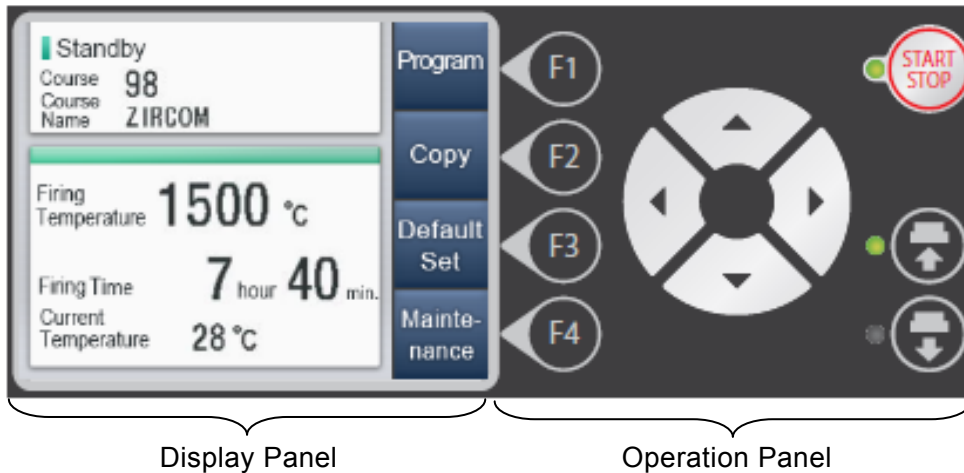 Standby
Course 98
Course
Name ZIRCOM
Firing
Temperature 1500 °C
Firing Time 7 hour 40 min.
Current
Temperature 28 °C
Program
Copy
Default
Set
Mainte-
nance
F1
F2
F3
F4
START
STOP
Display Panel
Operation Panel